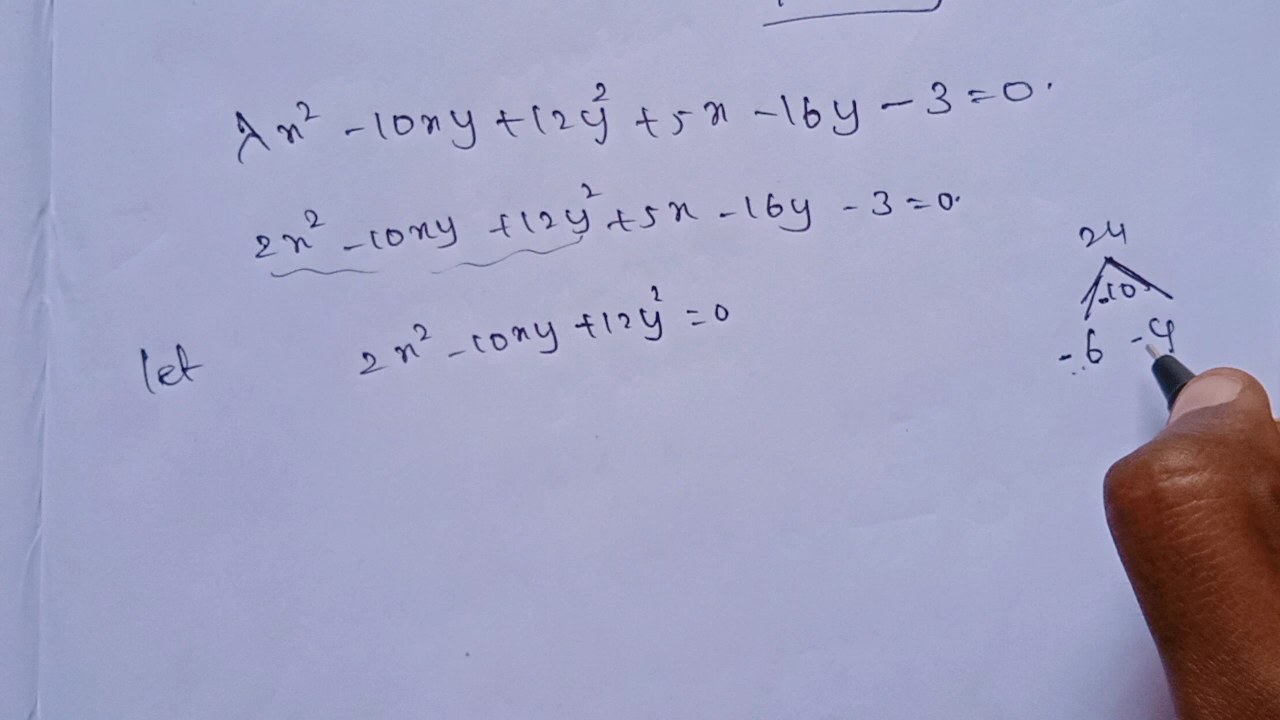 λx² - 10xy + 12y² + 5x - 16y - 3 = 0.
2x² - 10xy + 12y² + 5x - 16y - 3 = 0.
24
-10
-6 -4
let 2x² - 10xy + 12y² = 0